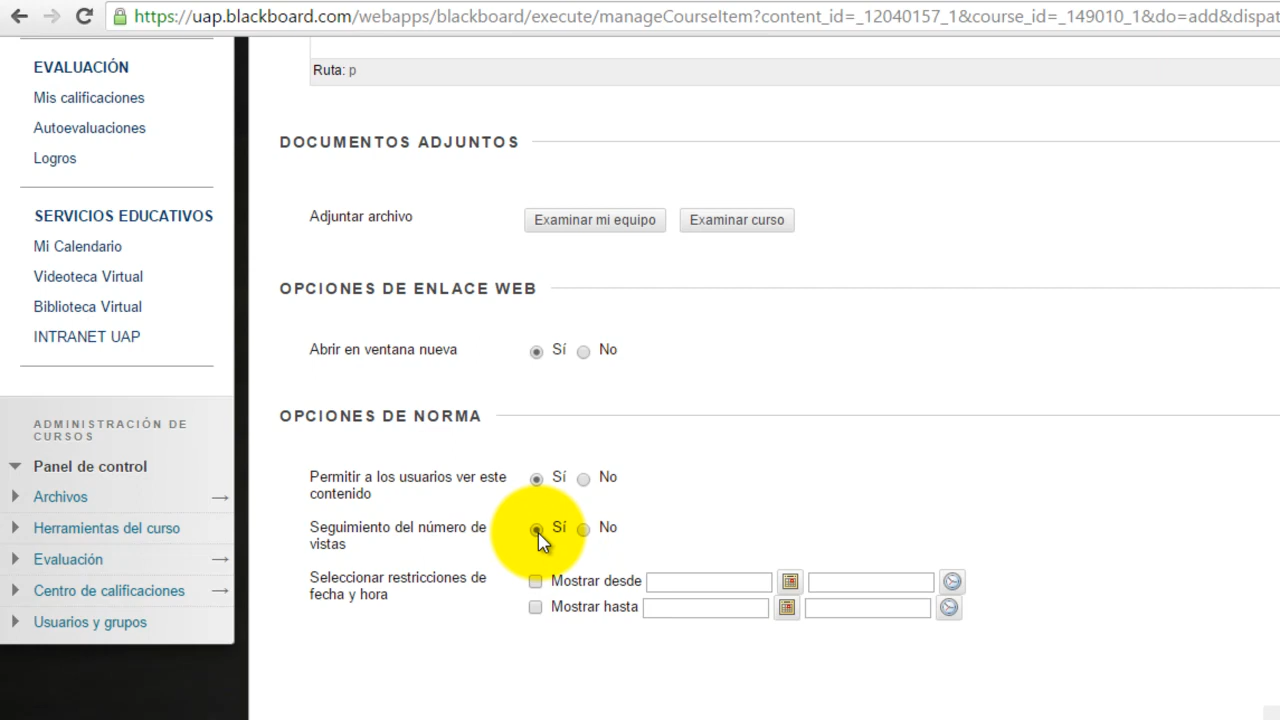 https://uap.blackboard.com/webapps/blackboard/execute/manageCourseItem?content_id=_12040157_1&course_id=_149010_1&do=add&dispat
EVALUACIÓN
Mis calificaciones
Autoevaluaciones
Logros
SERVICIOS EDUCATIVOS
Mi Calendario
Videoteca Virtual
Biblioteca Virtual
INTRANET UAP
ADMINISTRACIÓN DE
CURSOS
Panel de control
Archivos
Herramientas del curso
Evaluación
Centro de calificaciones
Usuarios y grupos
Ruta: p
DOCUMENTOS ADJUNTOS
Adjuntar archivo Examinar mi equipo Examinar curso
OPCIONES DE ENLACE WEB
Abrir en ventana nueva Sí No
OPCIONES DE NORMA
Permitir a los usuarios ver este Sí No
contenido
Seguimiento del número de Sí No
vistas
Seleccionar restricciones de Mostrar desde
fecha y hora Mostrar hasta